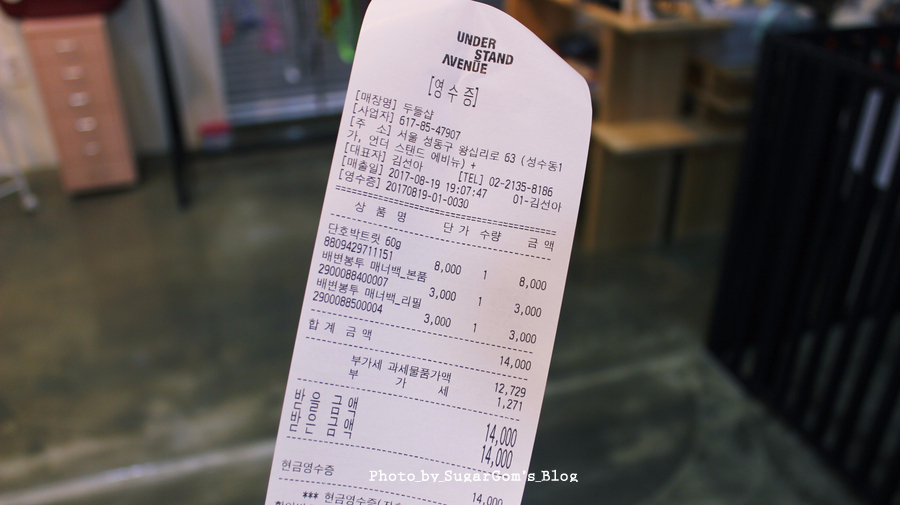 UNDER
STAND
AVENUE
[영 수 증]
[매장명] 두들샵
[사업자] 617-85-47907
[주 소] 서울 성동구 왕십리로 63 (성수동1
가, 언더 스탠드 에비뉴) +
[대표자] 김선아 [TEL] 02-2135-8186
[매출일] 2017-08-19 19:07:47 01-김선아
[영수증] 20170819-01-0030
상 품 명 단 가 수량 금 액
단호박트릿 60g
8809429711151 8,000 1 8,000
배변봉투 매너백_본품
2900088400007 3,000 1 3,000
배변봉투 매너백_리필
2900088500004 3,000 1 3,000
합 계 금 액 14,000
부가세 과세물품가액 12,729
부 가 세 1,271
받 을 금 액 14,000
받 은 금 액 14,000
현금영수증 14,000
*** 현금영수증
Photo by SugarGom's Blog